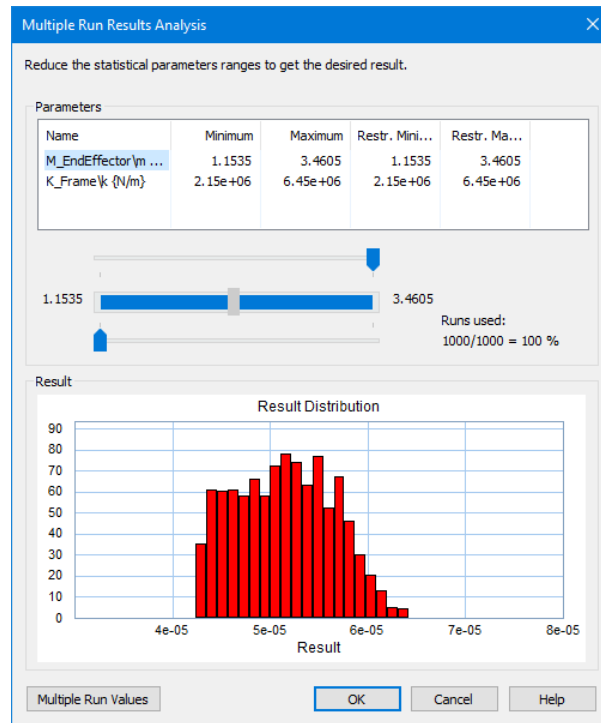 Multiple Run Results Analysis
Reduce the statistical parameters ranges to get the desired result.
Parameters
Name Minimum Maximum Restr. Mini... Restr. Ma...
M_EndEffector\m ... 1.1535 3.4605 1.1535 3.4605
K_Frame\k {N/m} 2.15e+06 6.45e+06 2.15e+06 6.45e+06
1.1535 3.4605
Runs used:
1000/1000 = 100 %
Result
Result Distribution
90
80
70
60
50
40
30
20
10
0
4e-05 5e-05 6e-05 7e-05 8e-05
Result
Multiple Run Values OK Cancel Help